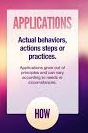 APPLICATIONS
Actual behaviors,
actions steps or
practices.
Applications grow out of
principles and can vary
according to needs or
circumstances.
HOW